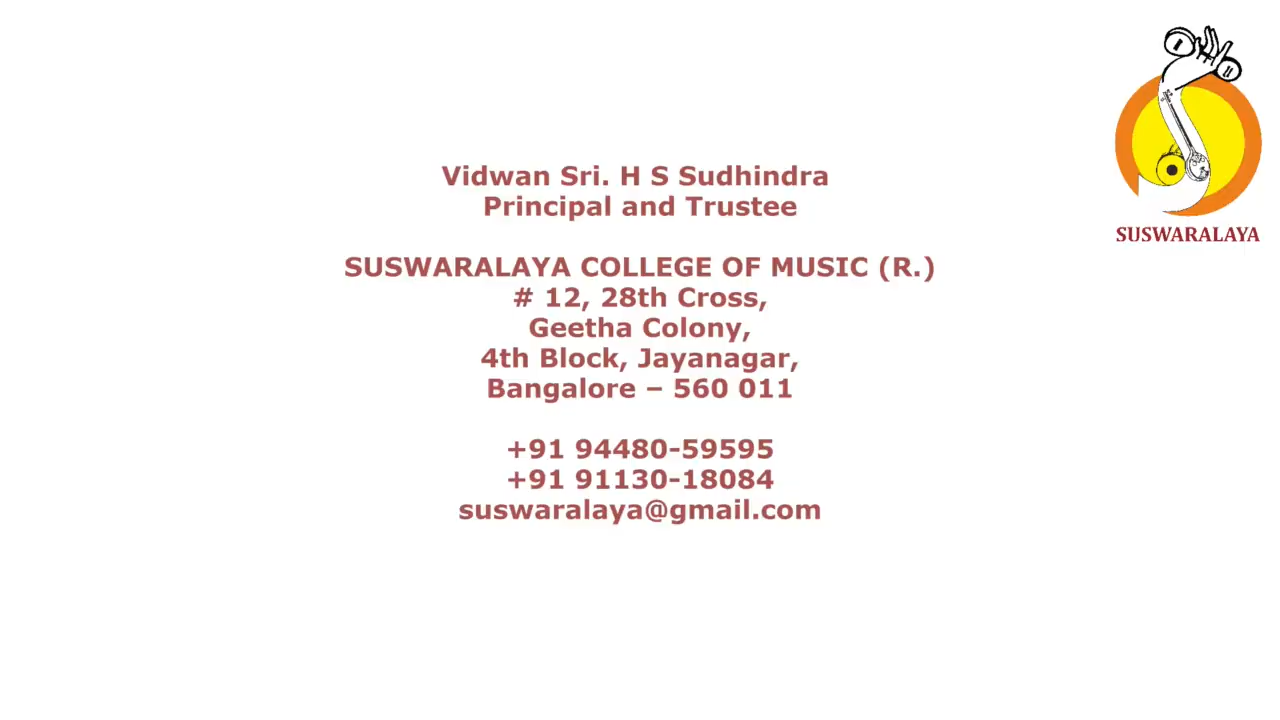 Vidwan Sri. H S Sudhindra
Principal and Trustee
SUSWARALAYA COLLEGE OF MUSIC (R.)
# 12, 28th Cross,
Geetha Colony,
4th Block, Jayanagar,
Bangalore – 560 011
+91 94480-59595
+91 91130-18084
suswaralaya@gmail.com
SUSWARALAYA